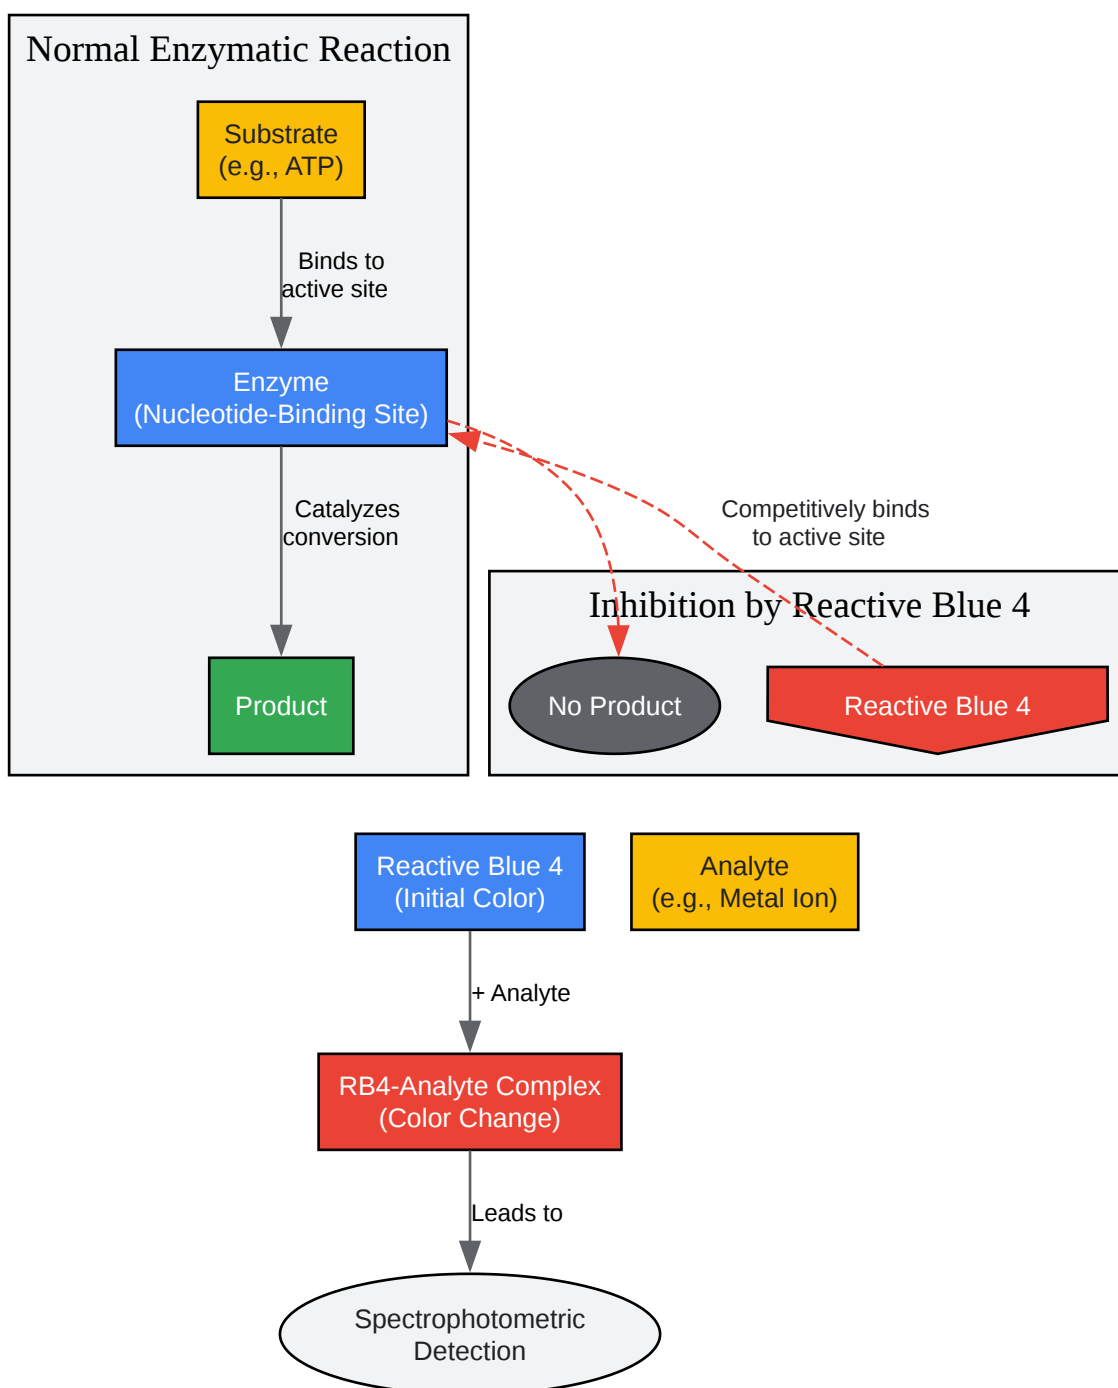 Normal Enzymatic Reaction
Substrate
(e.g., ATP)
Binds to
active site
Enzyme
(Nucleotide-Binding Site)
Catalyzes
conversion
Product
Competitively binds
to active site
Inhibition by Reactive Blue 4
No Product
Reactive Blue 4
Reactive Blue 4
(Initial Color)
Analyte
(e.g., Metal Ion)
+ Analyte
RB4-Analyte Complex
(Color Change)
Leads to
Spectrophotometric
Detection